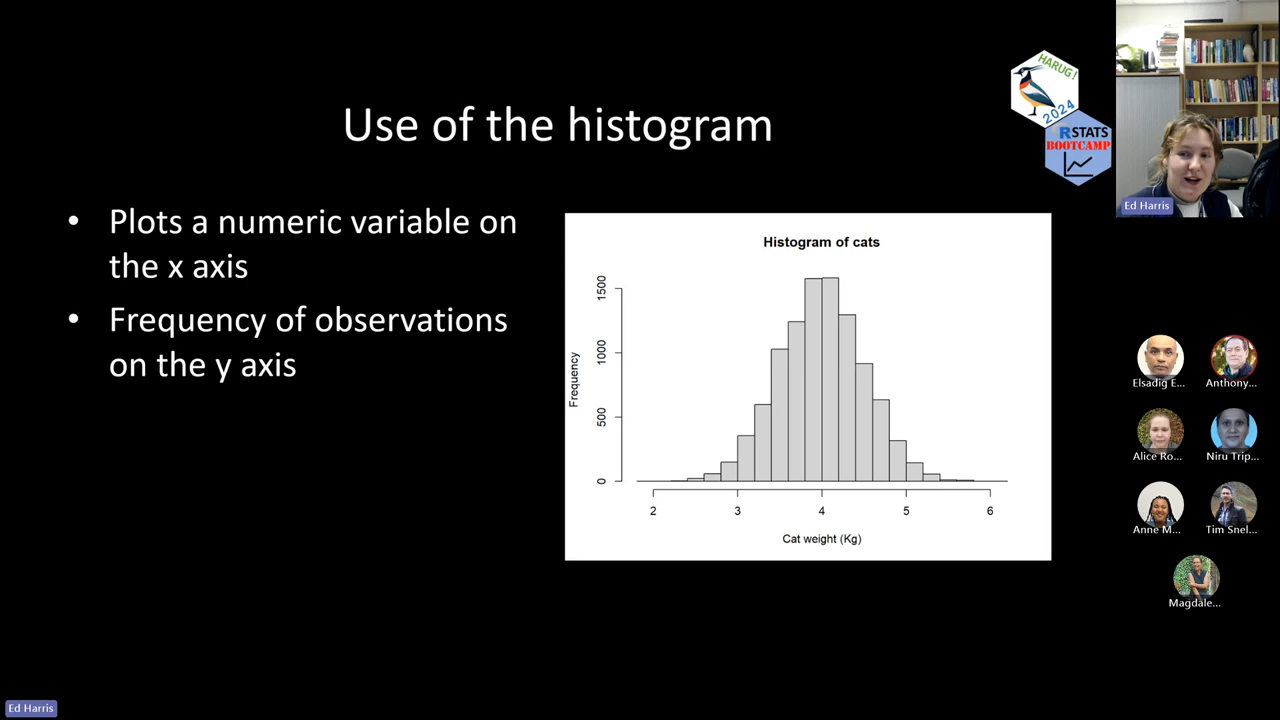 Use of the histogram
HARUG!
2024
RSTATS
BOOTCAMP
Ed Harris
• Plots a numeric variable on
the x axis
• Frequency of observations
on the y axis
Histogram of cats
Frequency
1500
1000
500
0
2 3 4 5 6
Cat weight (Kg)
Elsadig E... Anthony...
Alice Ro... Niru Trip...
Anne M... Tim Snel...
Magdale...
Ed Harris